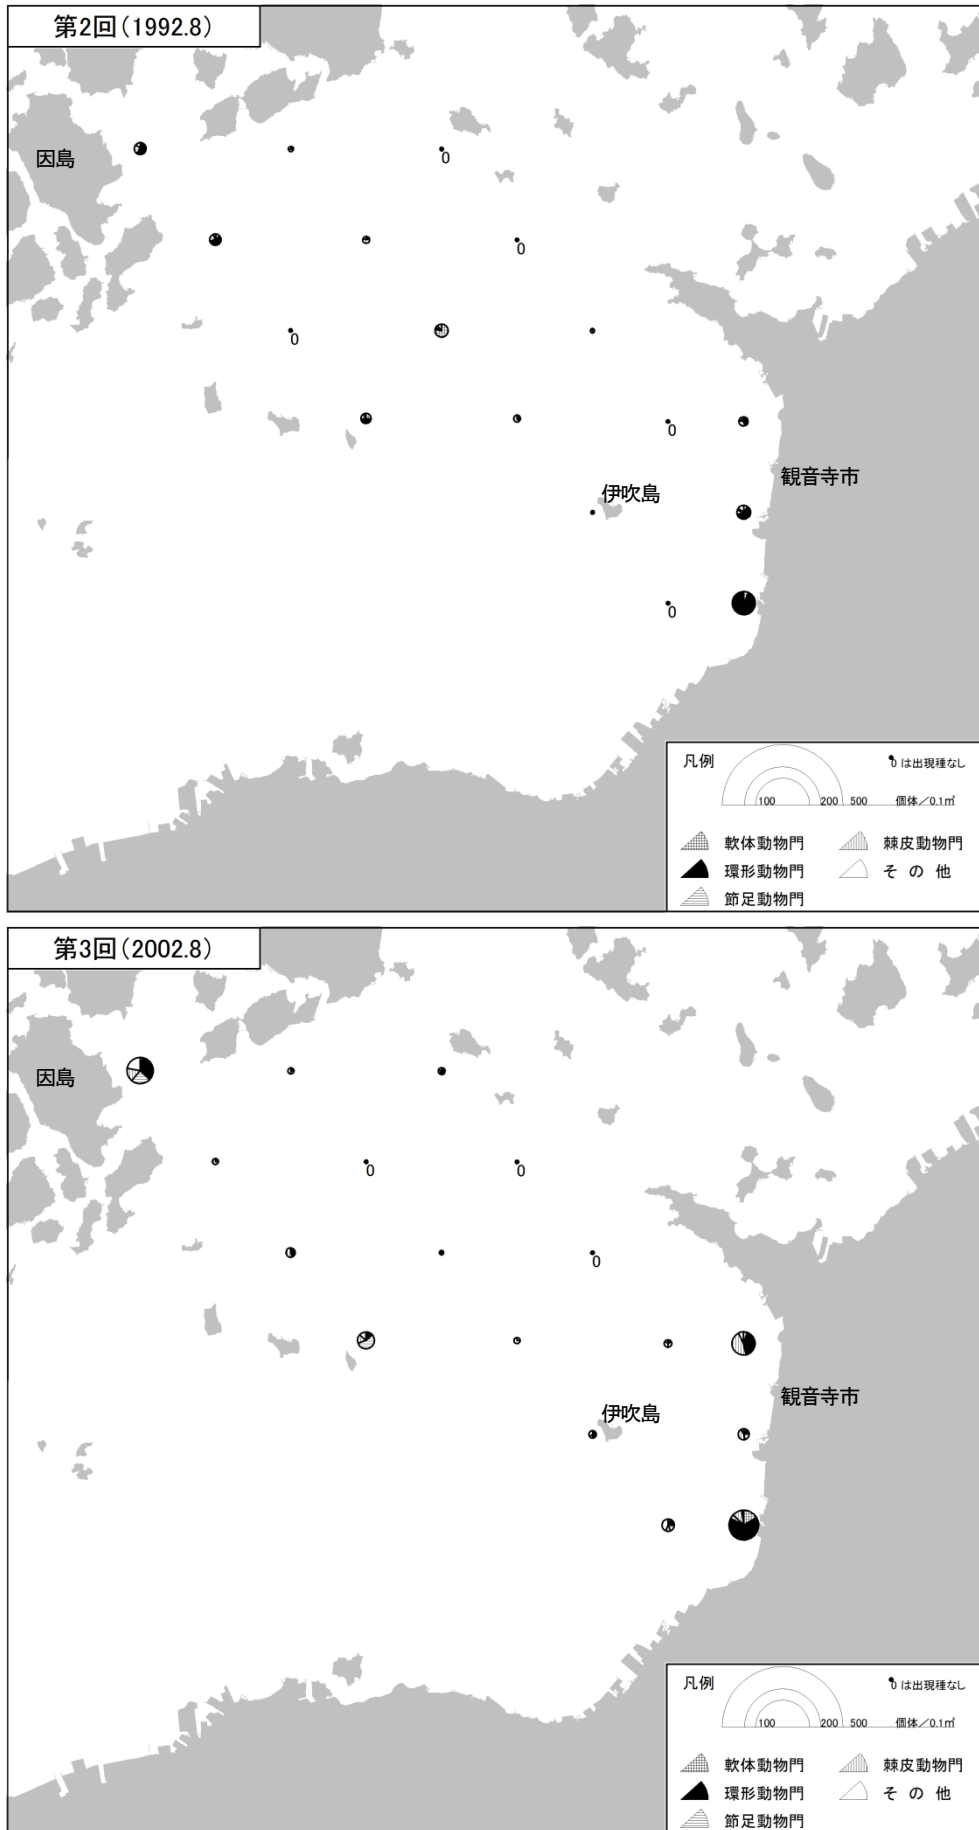 第2回(1992.8)
因島
0
0
0
0
観音寺市
伊吹島
0
凡例
0 は出現種なし
100 200 500 個体/0.1㎡
軟体動物門 棘皮動物門
環形動物門 その他
節足動物門
第3回(2002.8)
因島
0 0
0
観音寺市
伊吹島
凡例
0 は出現種なし
100 200 500 個体/0.1㎡
軟体動物門 棘皮動物門
環形動物門 その他
節足動物門